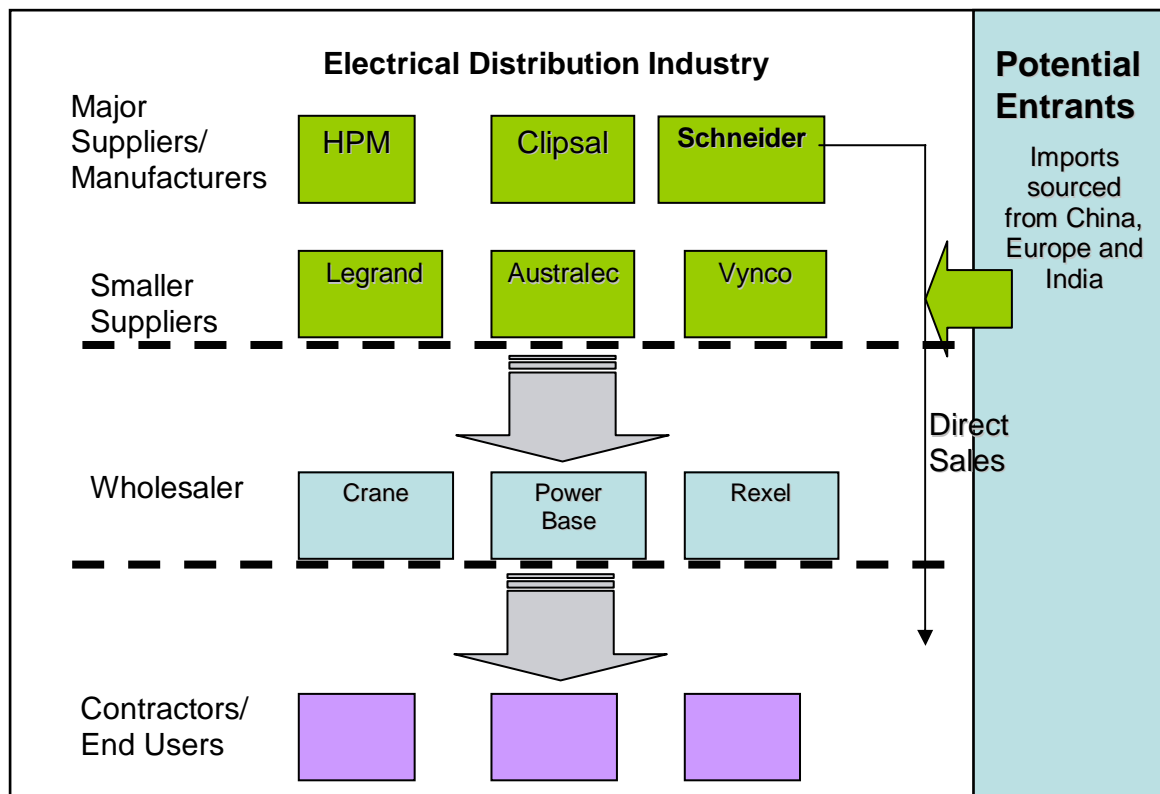 Electrical Distribution Industry
Major
Suppliers/
Manufacturers
HPM
Clipsal
Schneider
Smaller
Suppliers
Legrand
Australec
Vynco
Wholesaler
Crane
Power
Base
Rexel
Direct
Sales
Contractors/
End Users
Potential
Entrants
Imports
sourced
from China,
Europe and
India